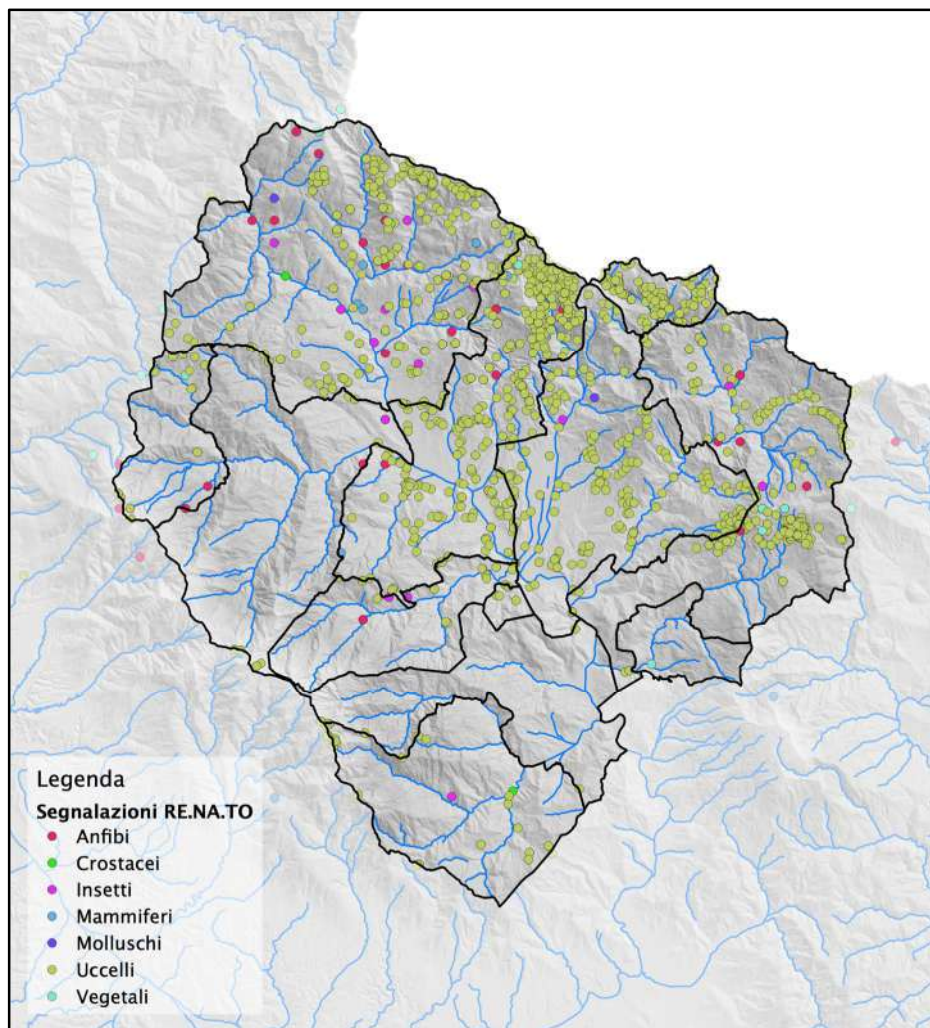 Legenda
Segnalazioni RE.NA.TO
Anfibi
Crostacei
Insetti
Mammiferi
Molluschi
Uccelli
Vegetali